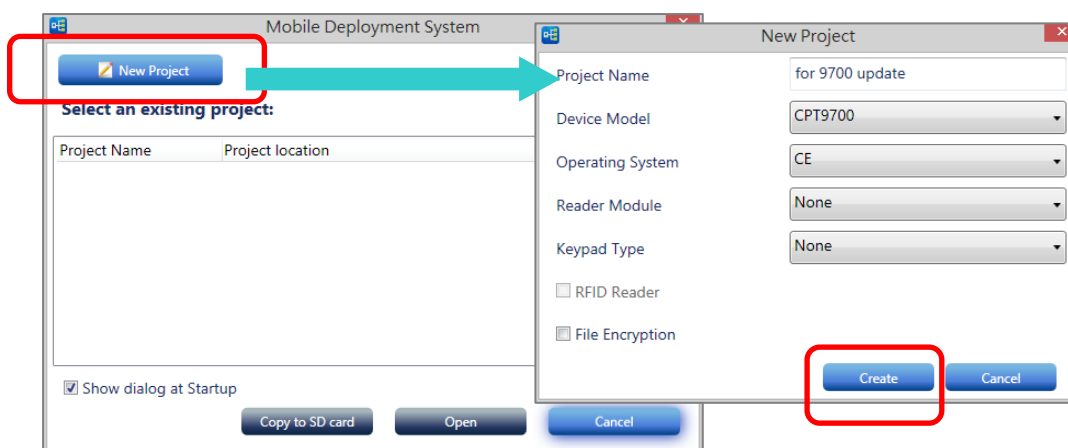 Mobile Deployment System
New Project
Select an existing project:
Project Name Project location
Show dialog at Startup
Copy to SD card Open Cancel
New Project
Project Name for 9700 update
Device Model CPT9700
Operating System CE
Reader Module None
Keypad Type None
RFID Reader
File Encryption
Create Cancel